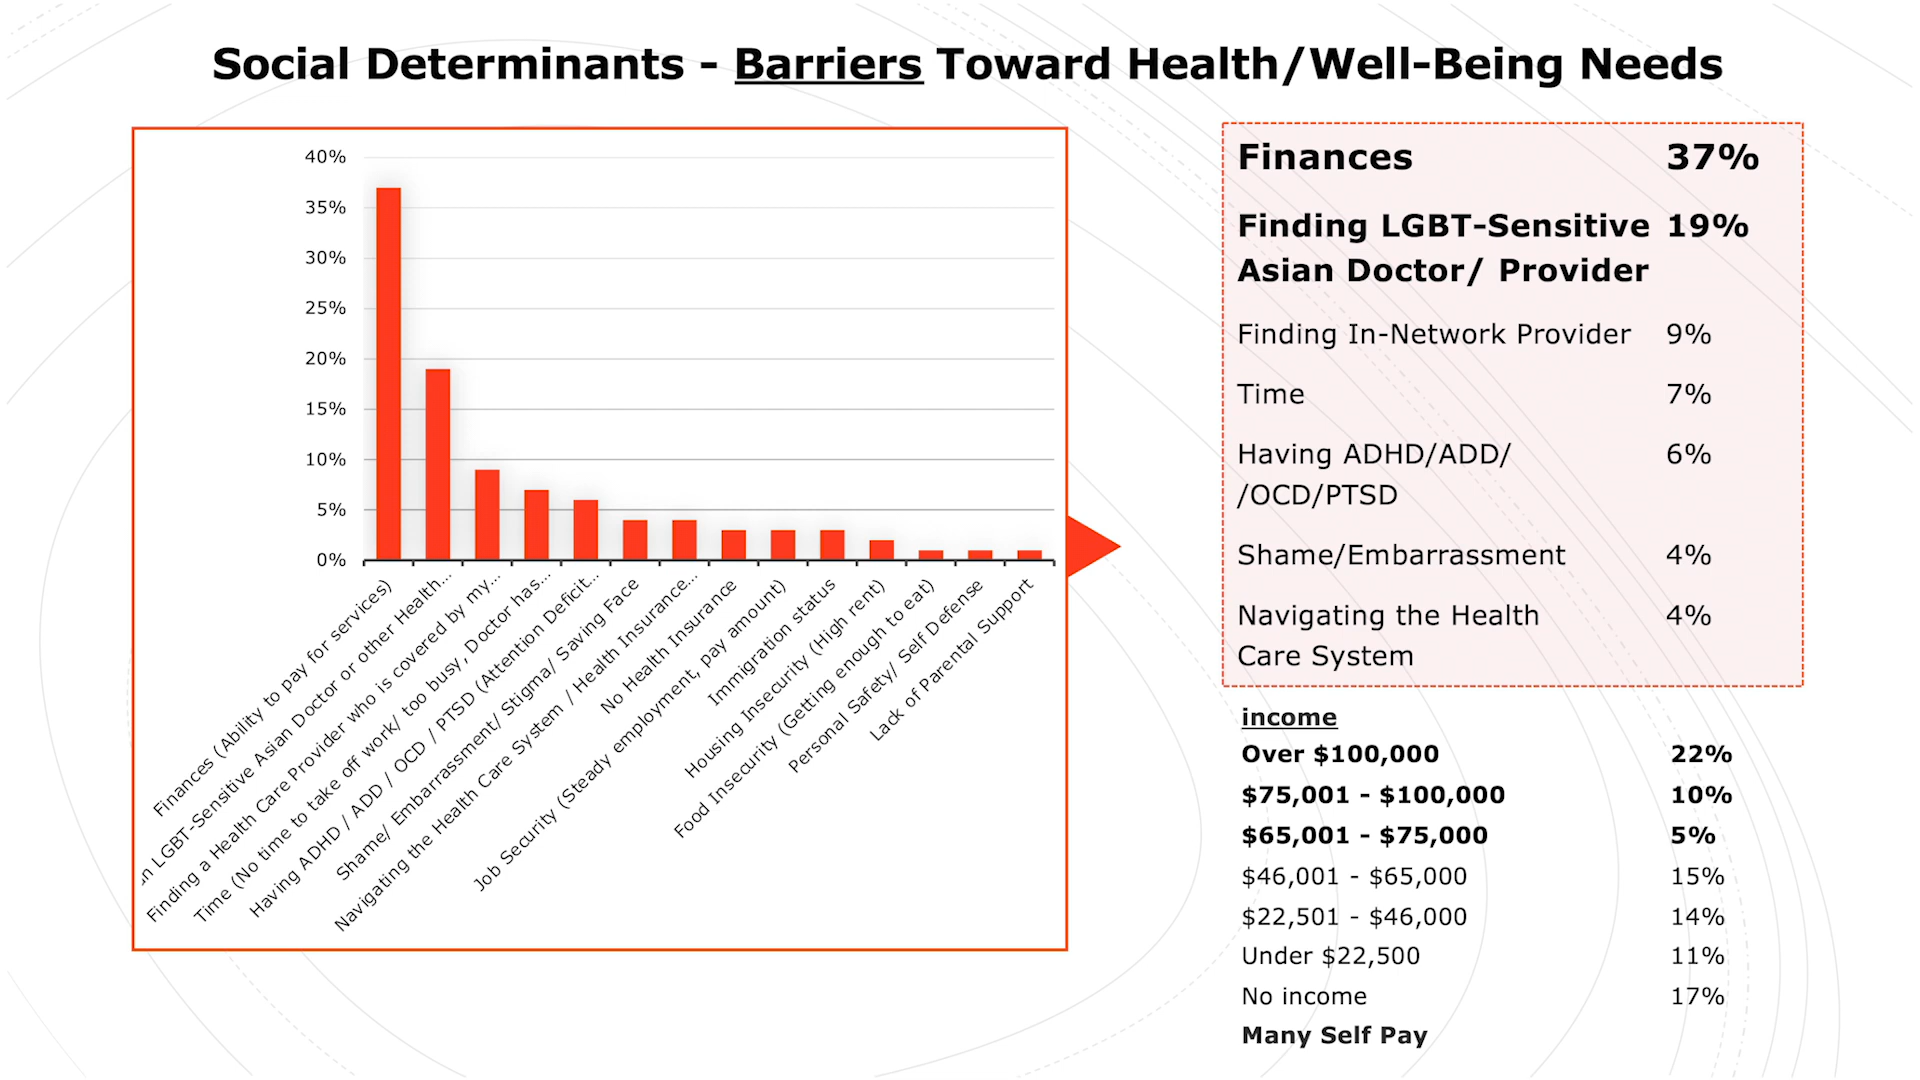 Social Determinants - Barriers Toward Health/Well-Being Needs
40%
35%
30%
25%
20%
15%
10%
5%
0%
Finances (Ability to pay for services)
LGBT-Sensitive Asian Doctor or other Health...
Finding a Health Care Provider who is covered by my...
Time (No time to take off work/ too busy, Doctor has...
Having ADHD / ADD / OCD / PTSD (Attention Deficit...
Shame/ Embarrassment/ Stigma/ Saving Face
Navigating the Health Care System / Health Insurance...
No Health Insurance
Job Security (Steady employment, pay amount)
Immigration status
Housing Insecurity (High rent)
Food Insecurity (Getting enough to eat)
Personal Safety/ Self Defense
Lack of Parental Support
Finances 37%
Finding LGBT-Sensitive 19%
Asian Doctor/ Provider
Finding In-Network Provider 9%
Time 7%
Having ADHD/ADD/ 6%
/OCD/PTSD
Shame/Embarrassment 4%
Navigating the Health 4%
Care System
income
Over $100,000 22%
$75,001 - $100,000 10%
$65,001 - $75,000 5%
$46,001 - $65,000 15%
$22,501 - $46,000 14%
Under $22,500 11%
No income 17%
Many Self Pay